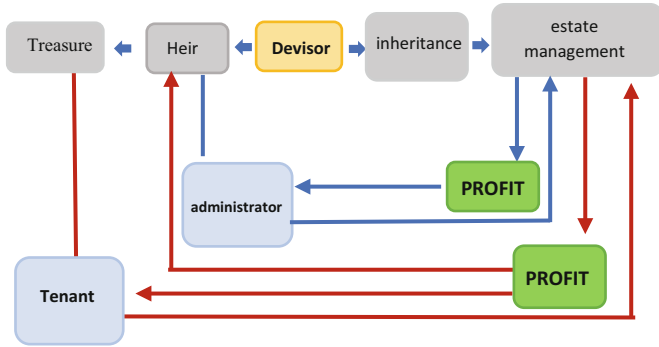 Treasure
Heir
Devisor
inheritance
estate
management
administrator
PROFIT
Tenant
PROFIT